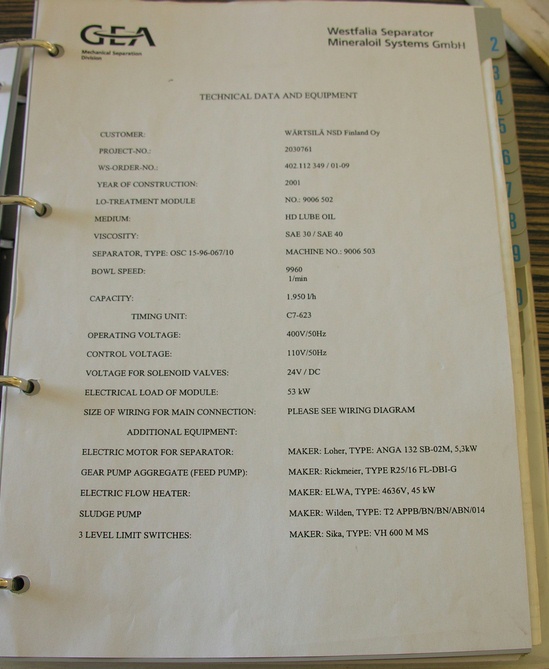 GEA
Mechanical Separation
Division
Westfalia Separator
Mineraloil Systems GmbH
TECHNICAL DATA AND EQUIPMENT
CUSTOMER: WÄRTSILÄ NSD Finland Oy
PROJECT-NO.: 2030761
WS-ORDER-NO.: 402.112 349 / 01-09
YEAR OF CONSTRUCTION: 2001
LO-TREATMENT MODULE NO.: 9006 502
MEDIUM: HD LUBE OIL
VISCOSITY: SAE 30 / SAE 40
SEPARATOR, TYPE: OSC 15-96-067/10 MACHINE NO.: 9006 503
BOWL SPEED: 9960
1/min
CAPACITY: 1.950 l/h
TIMING UNIT: C7-623
OPERATING VOLTAGE: 400V/50Hz
CONTROL VOLTAGE: 110V/50Hz
VOLTAGE FOR SOLENOID VALVES: 24V / DC
ELECTRICAL LOAD OF MODULE: 53 kW
SIZE OF WIRING FOR MAIN CONNECTION: PLEASE SEE WIRING DIAGRAM
ADDITIONAL EQUIPMENT:
ELECTRIC MOTOR FOR SEPARATOR: MAKER: Loher, TYPE: ANGA 132 SB-02M, 5,3kW
GEAR PUMP AGGREGATE (FEED PUMP): MAKER: Rickmeier, TYPE R25/16 FL-DB1-G
ELECTRIC FLOW HEATER: MAKER: ELWA, TYPE: 4636V, 45 kW
SLUDGE PUMP MAKER: Wilden, TYPE: T2 APPB/BN/BN/ABN/014
3 LEVEL LIMIT SWITCHES: MAKER: Sika, TYPE: VH 600 M MS
2
3
4
5
6
7
8
9
0